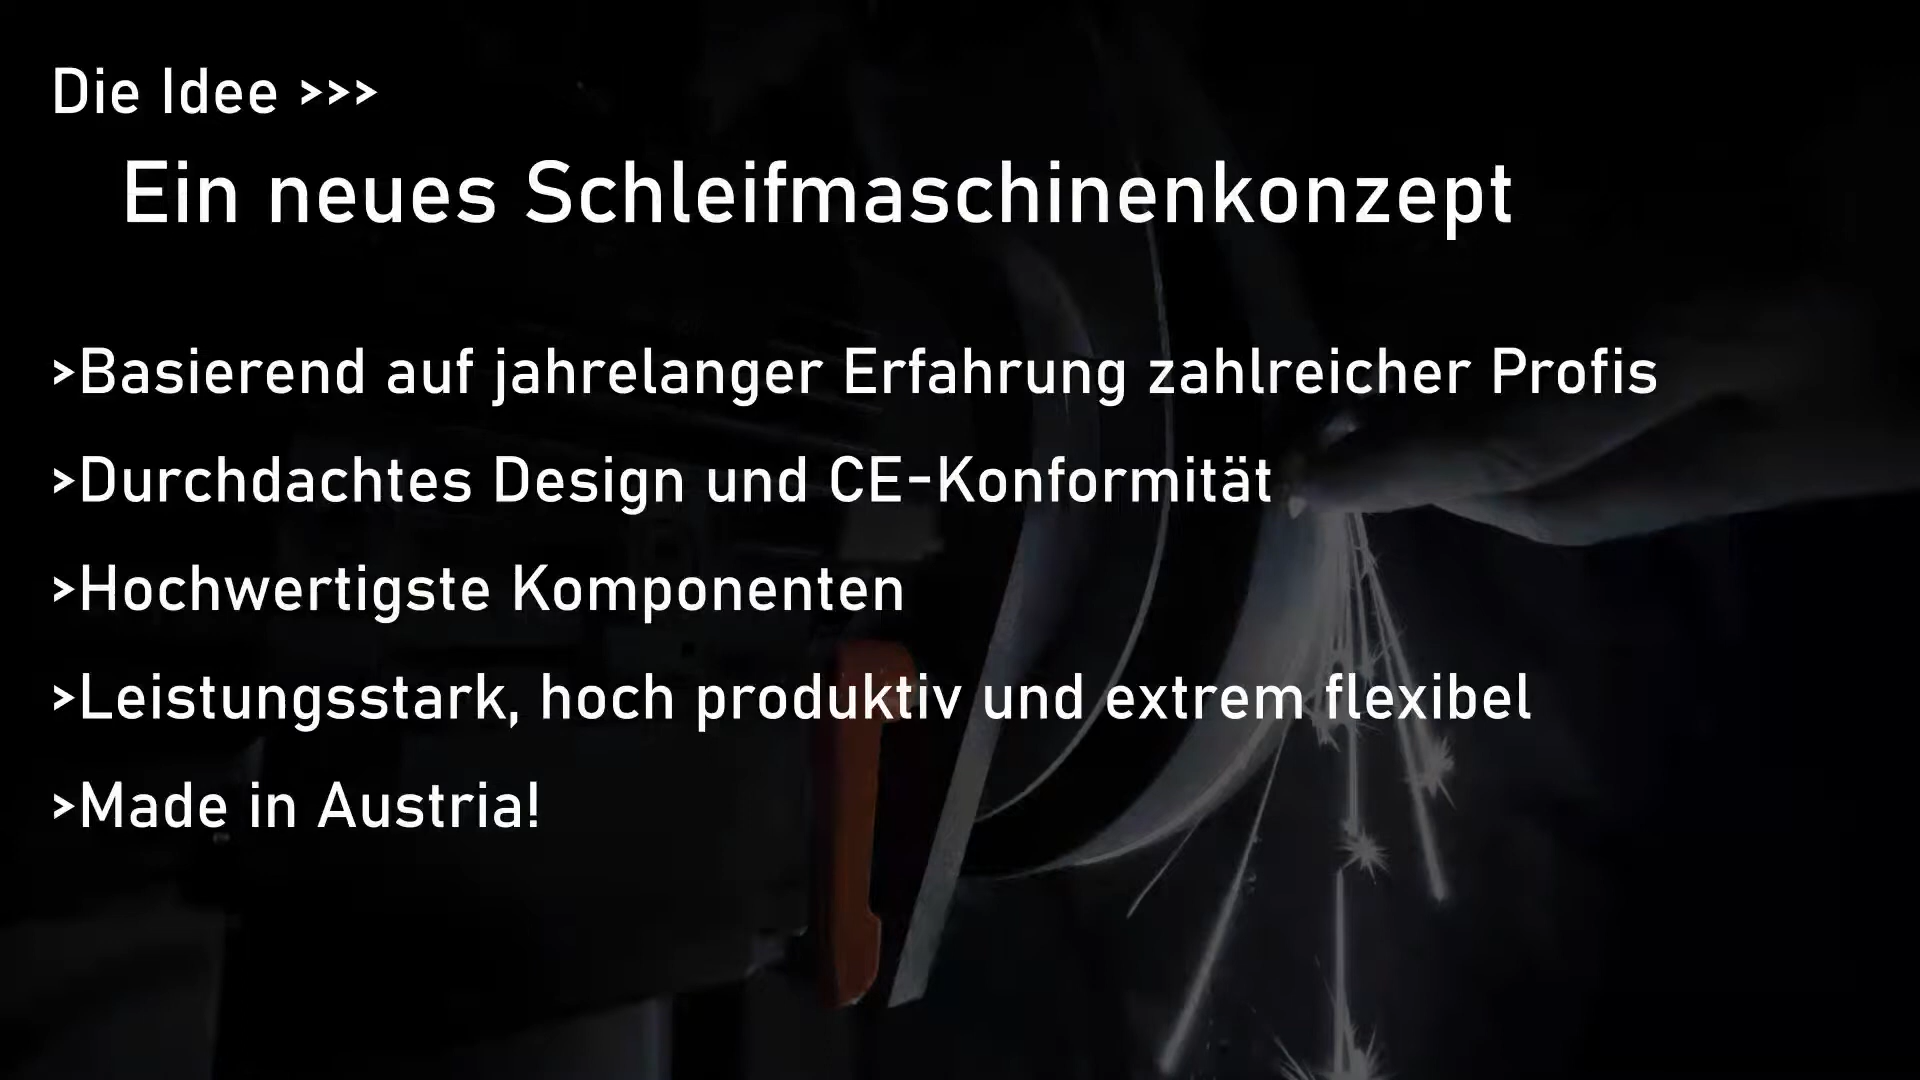 Die Idee >>>
Ein neues Schleifmaschinenkonzept
>Basierend auf jahrelanger Erfahrung zahlreicher Profis
>Durchdachtes Design und CE-Konformität
>Hochwertigste Komponenten
>Leistungsstark, hoch produktiv und extrem flexibel
>Made in Austria!